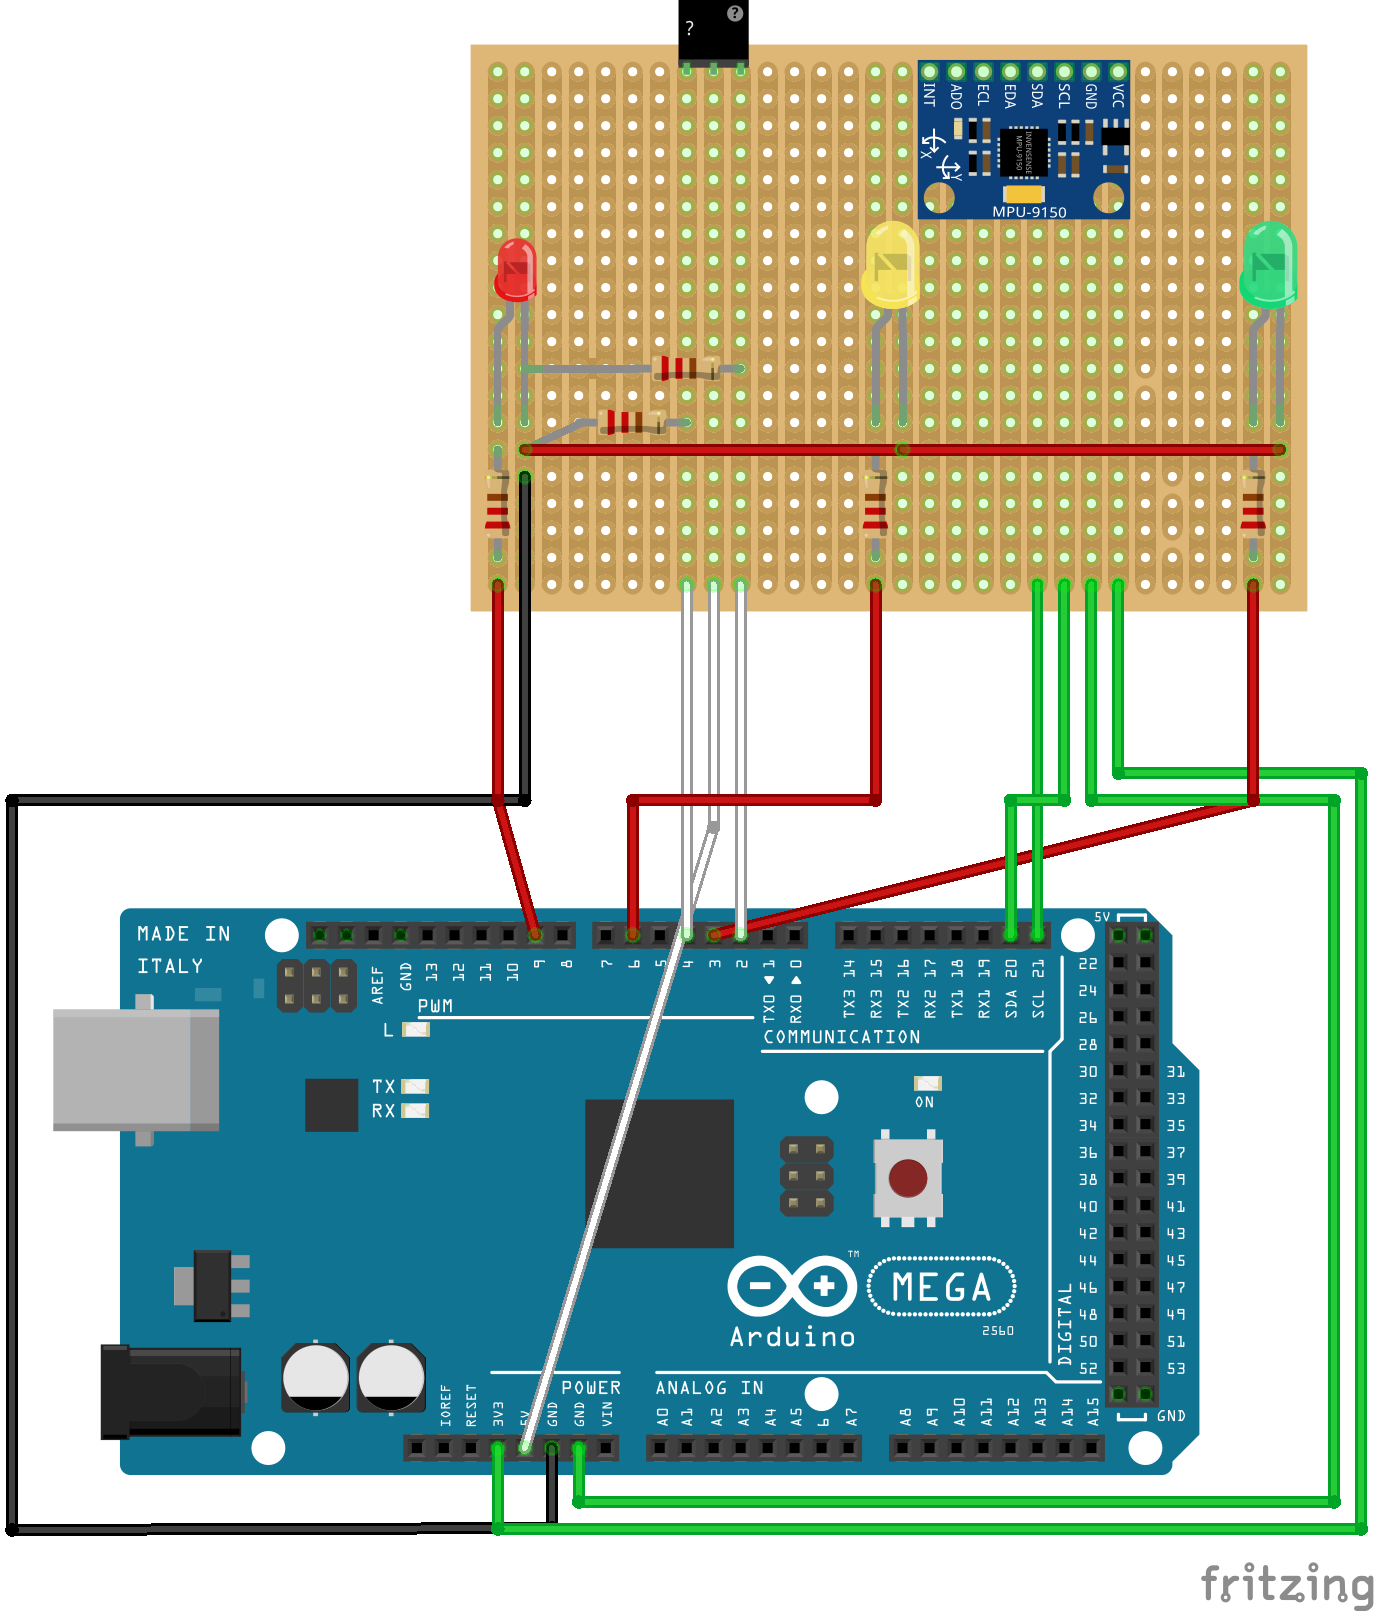 ?
?
INT
ADO
ECL
EDA
SDA
SCL
GND
VCC
INVENSENSE
MPU-9150
X
Y
MPU-9150
MADE IN
ITALY
AREF
GND
13
12
11
10
9
8
7
6
5
4
3
2
TX0 1
RX0 0
TX3 14
RX3 15
TX2 16
RX2 17
TX1 18
RX1 19
SDA 20
SCL 21
5V
PWM
COMMUNICATION
L
TX
RX
ON
22
24
26
28
30 31
32 33
34 35
36 37
38 39
40 41
42 43
44 45
46 47
48 49
50 51
52 53
DIGITAL
GND
TM
MEGA
Arduino
2560
POWER
ANALOG IN
IOREF
RESET
3V3
5V
GND
GND
VIN
A0
A1
A2
A3
A4
A5
6
A7
A8
A9
A10
A11
A12
A13
A14
A15
fritzing